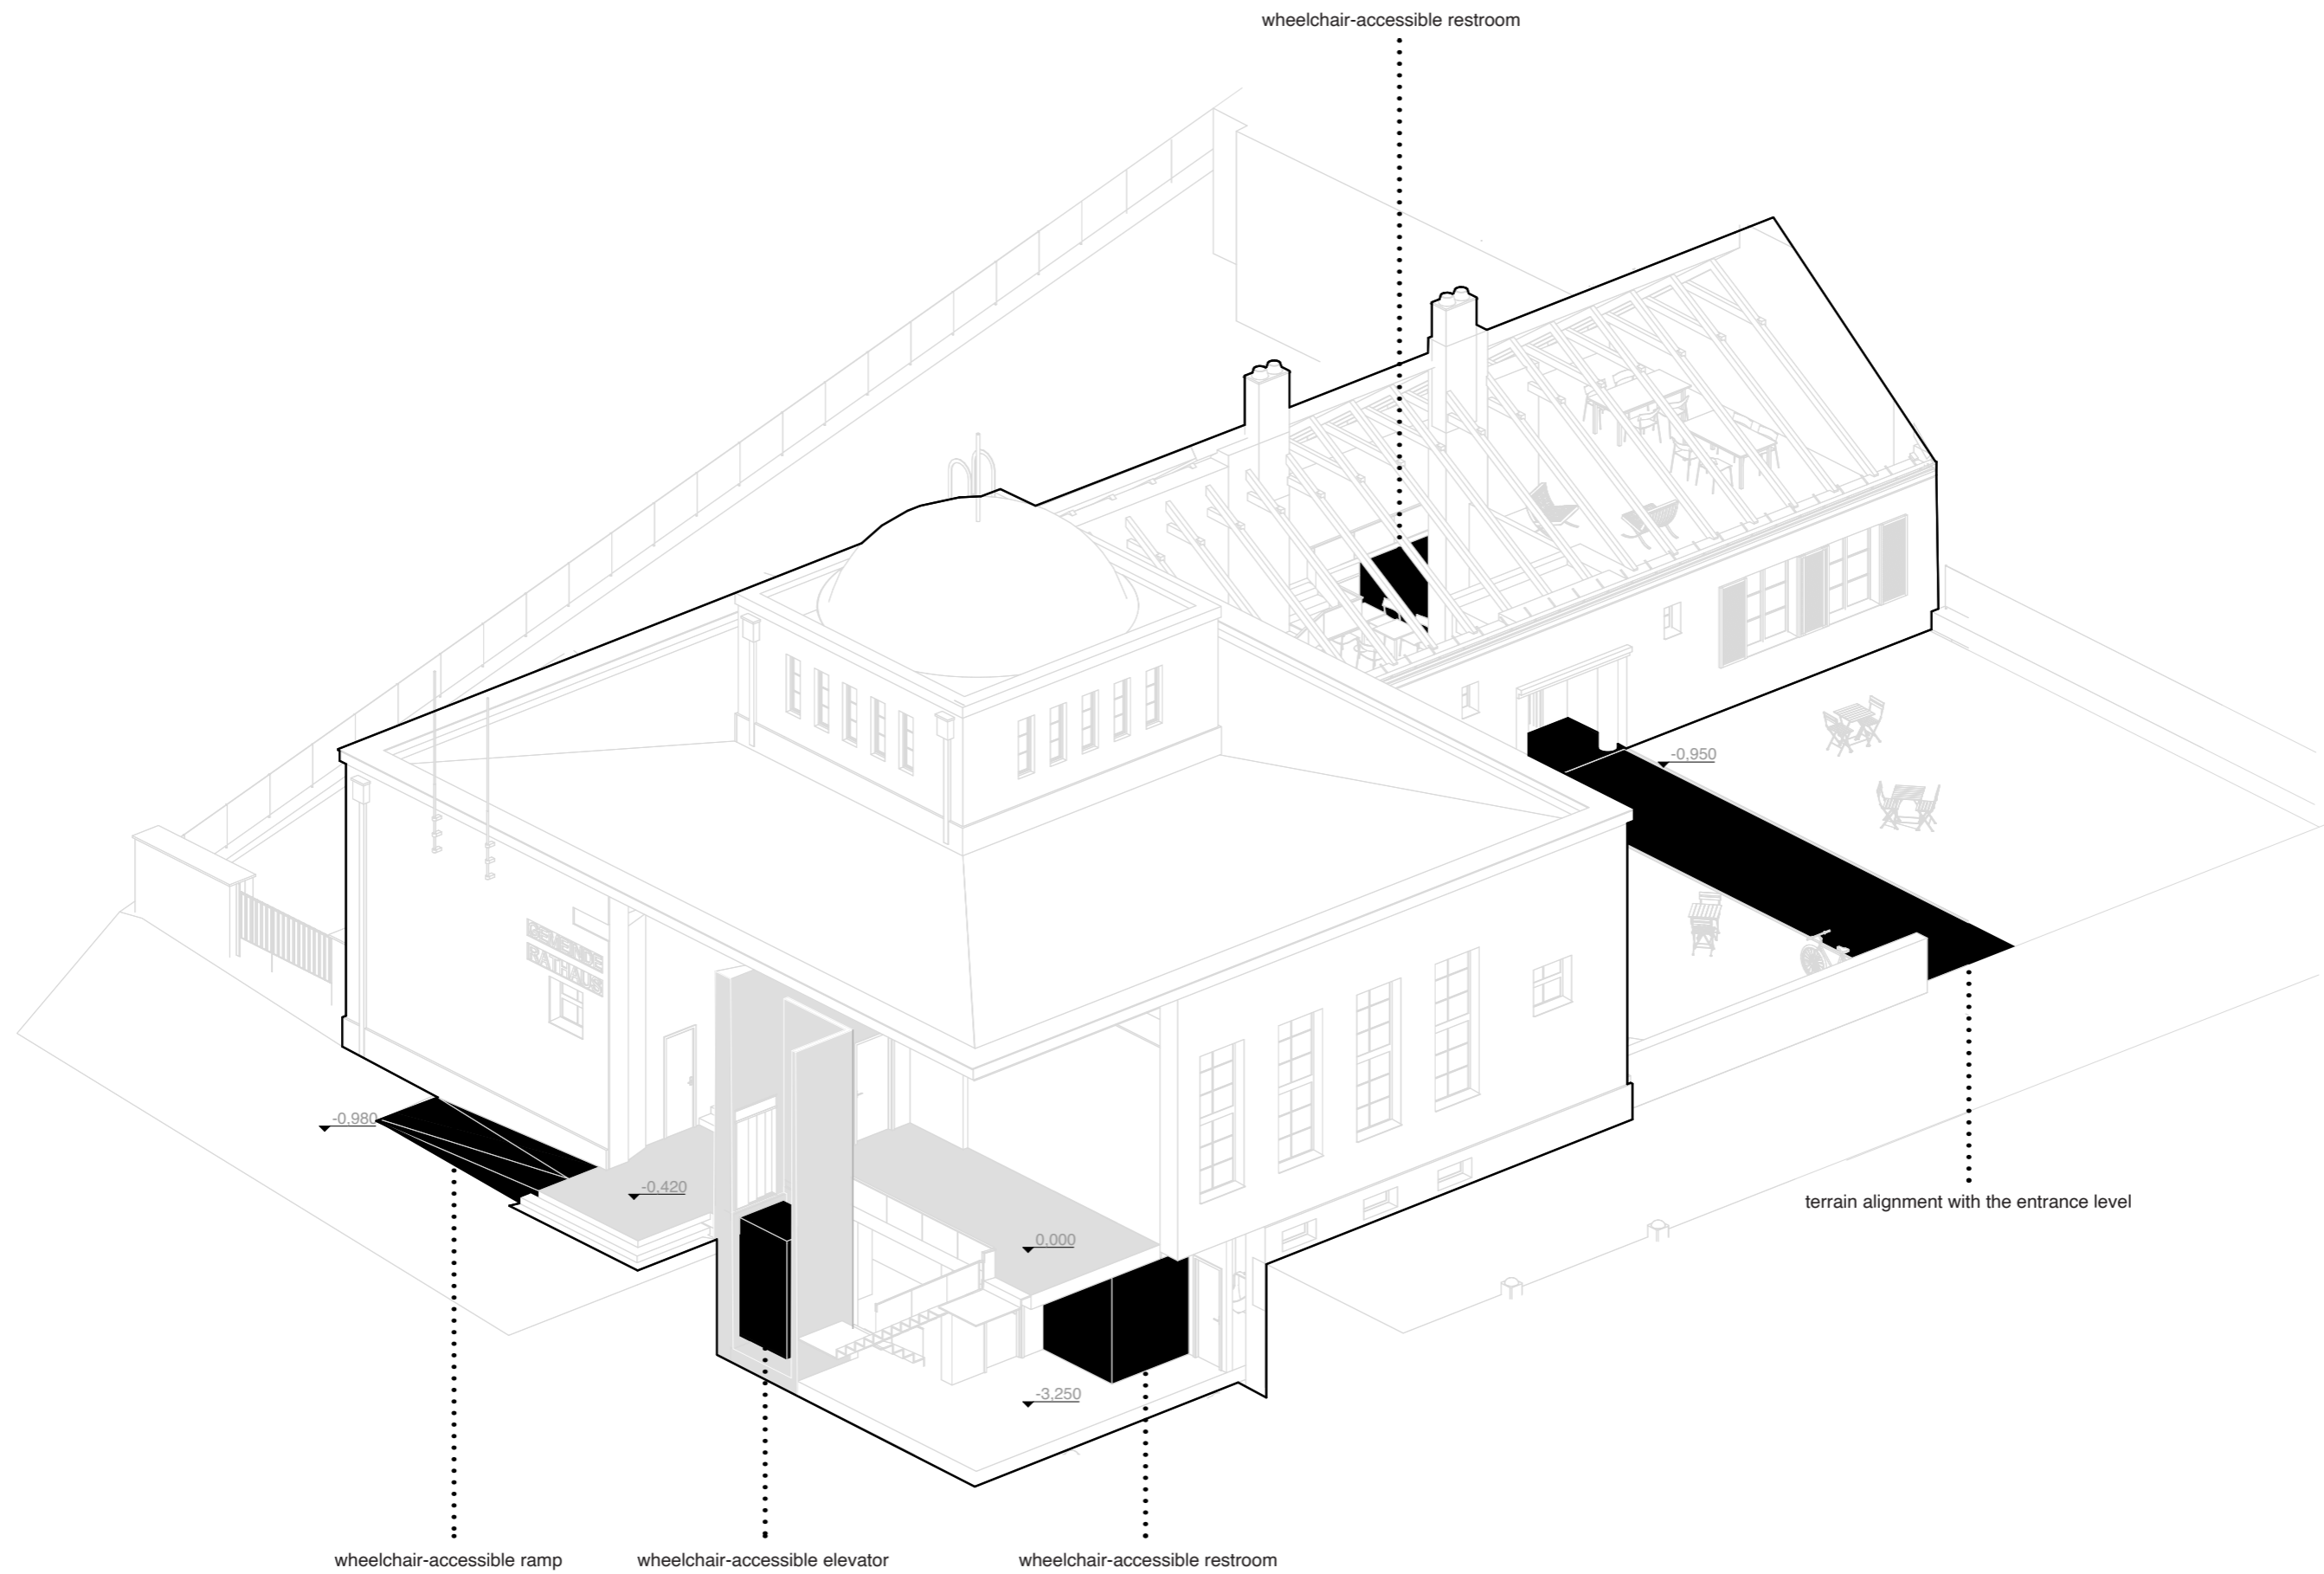 wheelchair-accessible restroom
-0,950
GEMEINDE
RATHAUS
-0,980
-0,420
0,000
terrain alignment with the entrance level
-3,250
wheelchair-accessible ramp
wheelchair-accessible elevator
wheelchair-accessible restroom